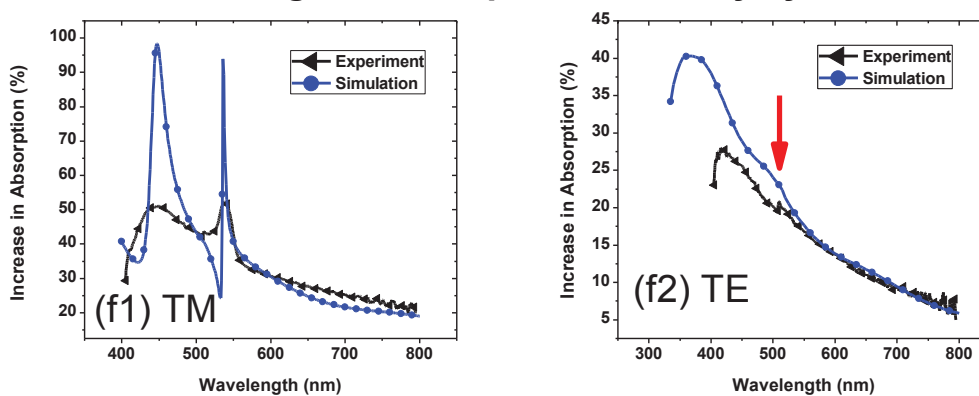 100
90
80
70
60
50
40
30
20
400
500
600
700
800
Increase in Absorption (%)
Wavelength (nm)
Experiment
Simulation
(f1) TM
45
40
35
30
25
20
15
10
5
300
400
500
600
700
800
Increase in Absorption (%)
Wavelength (nm)
Experiment
Simulation
(f2) TE